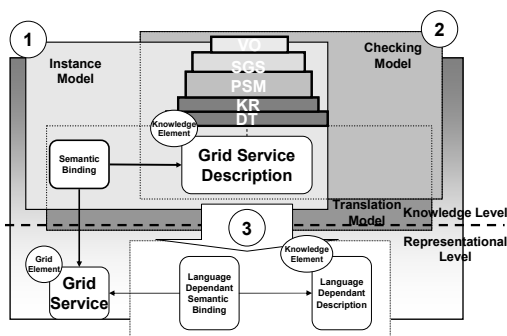 1
2
Instance
Model
Checking
Model
VO
SGS
PSM
KR
DT
Knowledge
Element
Semantic
Binding
Grid Service
Description
Translation
Model
Knowledge Level
Representational
Level
3
Grid
Element
Grid
Service
Language
Dependant
Semantic
Binding
Knowledge
Element
Language
Dependant
Description